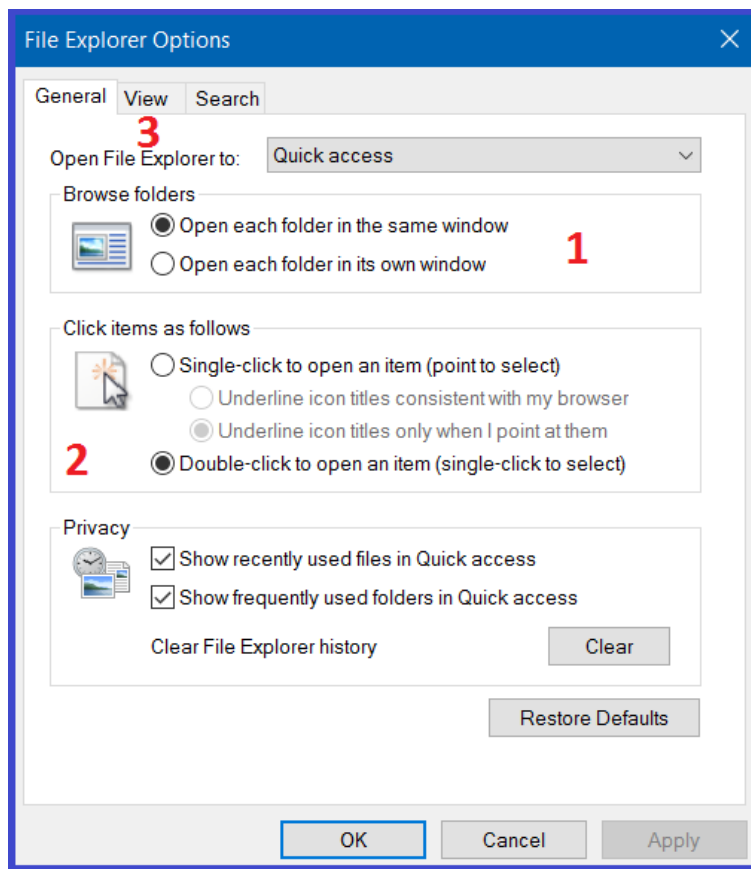 File Explorer Options
General View Search
3
Open File Explorer to: Quick access
Browse folders
Open each folder in the same window
1
Open each folder in its own window
Click items as follows
Single-click to open an item (point to select)
Underline icon titles consistent with my browser
Underline icon titles only when I point at them
2
Double-click to open an item (single-click to select)
Privacy
Show recently used files in Quick access
Show frequently used folders in Quick access
Clear File Explorer history Clear
Restore Defaults
OK Cancel Apply